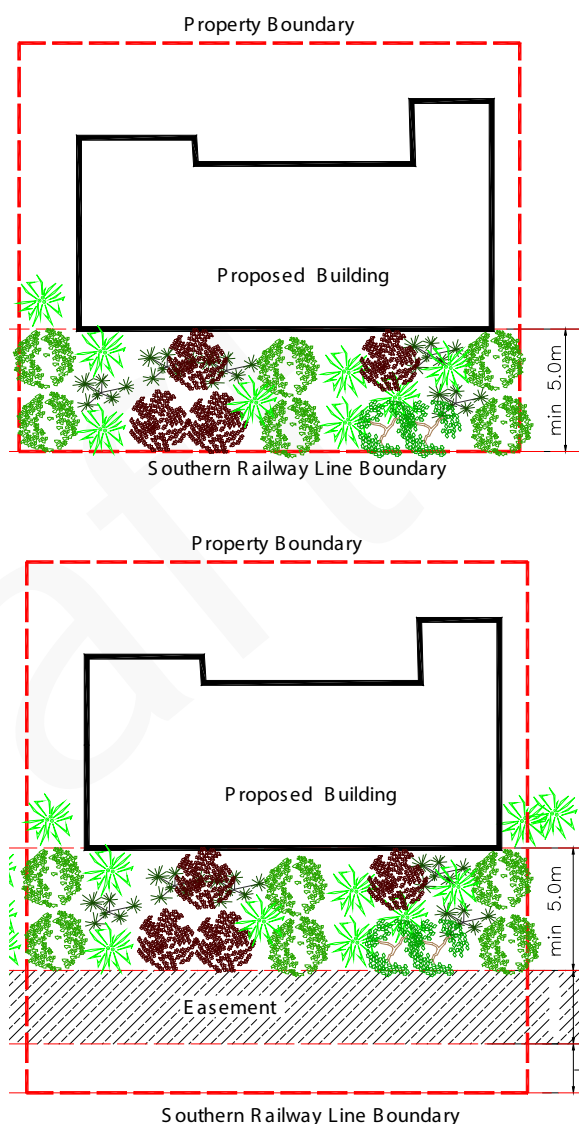 Property Boundary
Proposed Building
min 5.0m
Southern Railway Line Boundary
Property Boundary
Proposed Building
min 5.0m
Easement
Southern Railway Line Boundary